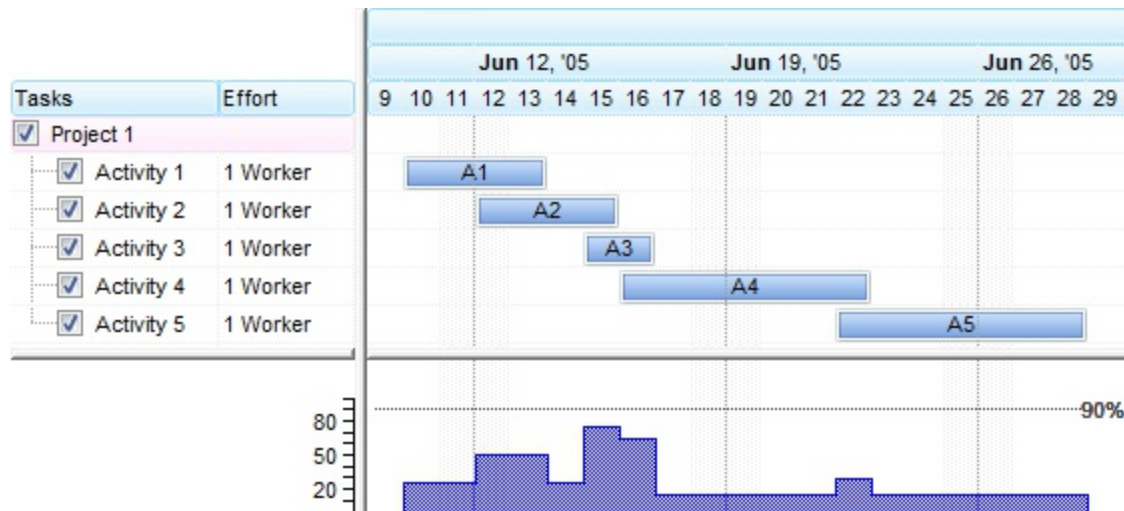 Jun 12, '05 Jun 19, '05 Jun 26, '05
Tasks Effort 9 10 11 12 13 14 15 16 17 18 19 20 21 22 23 24 25 26 27 28 29
Project 1
Activity 1 1 Worker A1
Activity 2 1 Worker A2
Activity 3 1 Worker A3
Activity 4 1 Worker A4
Activity 5 1 Worker A5
90%
80
50
20